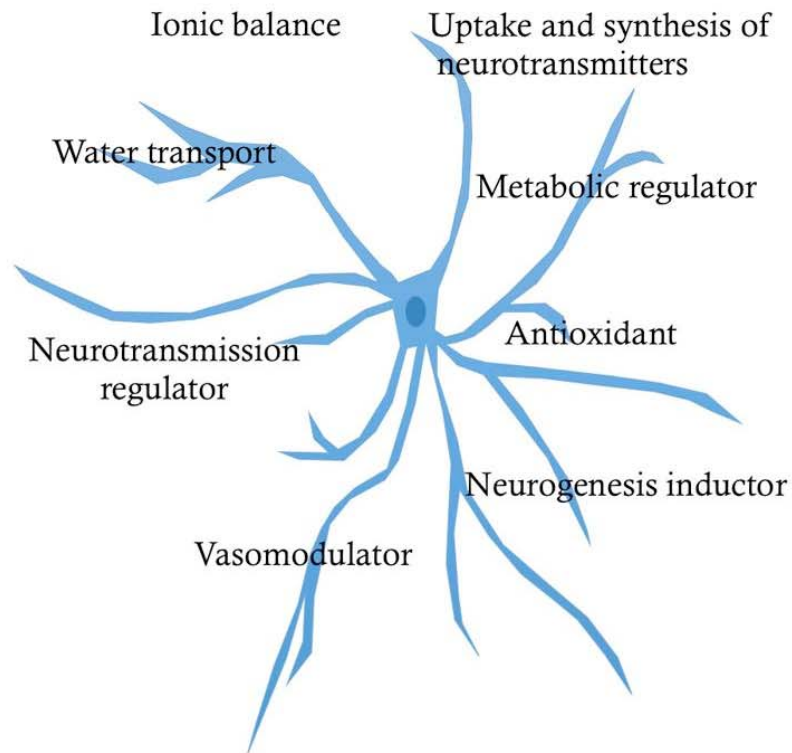 Ionic balance
Uptake and synthesis of
neurotransmitters
Water transport
Metabolic regulator
Neurotransmission
regulator
Antioxidant
Neurogenesis inductor
Vasomodulator